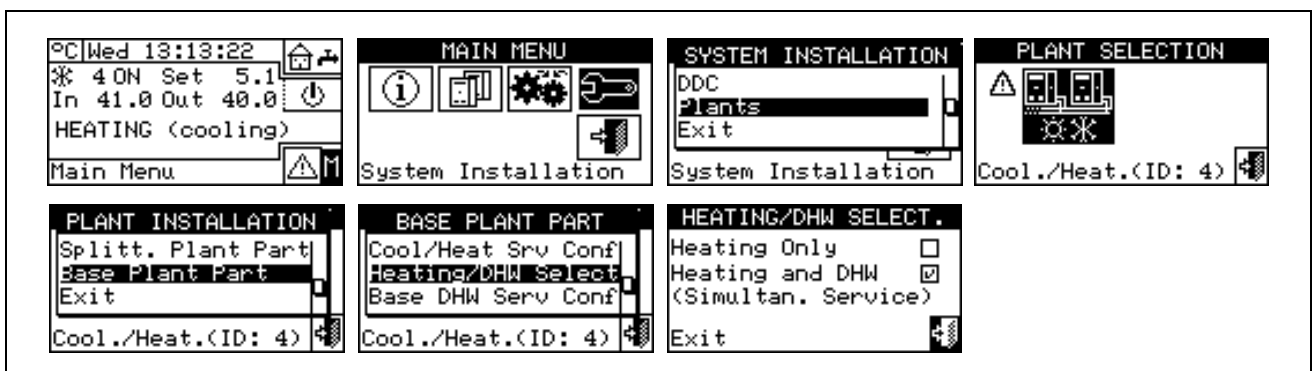 ºC Wed 13:13:22
4 ON Set 5.1
In 41.0 Out 40.0
HEATING (cooling)
Main Menu M
MAIN MENU
System Installation
SYSTEM INSTALLATION
DDC
Plants
Exit
System Installation
PLANT SELECTION
Cool./Heat.(ID: 4)
PLANT INSTALLATION
Splitt. Plant Part
Base Plant Part
Exit
Cool./Heat.(ID: 4)
BASE PLANT PART
Cool/Heat Srv Conf
Heating/DHW Select
Base DHW Serv Conf
Cool./Heat.(ID: 4)
HEATING/DHW SELECT.
Heating Only
Heating and DHW
(Simultan. Service)
Exit